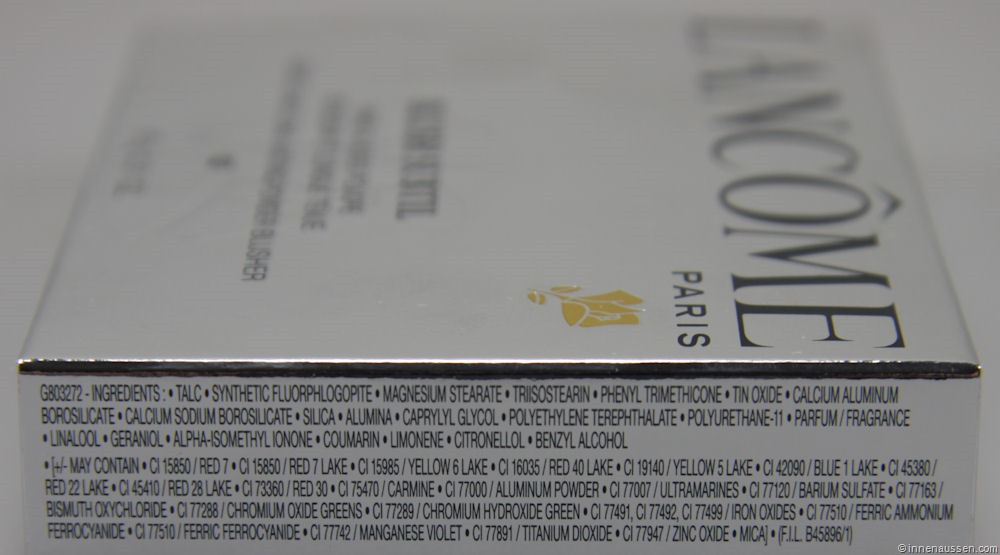 LANCÔME
PARIS
BLUSH SUBTIL
POWDER BLUSHER
G803272 - INGREDIENTS : • TALC • SYNTHETIC FLUORPHLOGOPITE • MAGNESIUM STEARATE • TRIISOSTEARIN • PHENYL TRIMETHICONE • TIN OXIDE • CALCIUM ALUMINUM
BOROSILICATE • CALCIUM SODIUM BOROSILICATE • SILICA • ALUMINA • CAPRYLYL GLYCOL • POLYETHYLENE TEREPHTHALATE • POLYURETHANE-11 • PARFUM / FRAGRANCE
• LINALOOL • GERANIOL • ALPHA-ISOMETHYL IONONE • COUMARIN • LIMONENE • CITRONELLOL • BENZYL ALCOHOL
• [+/- MAY CONTAIN • CI 15850 / RED 7 • CI 15850 / RED 7 LAKE • CI 15985 / YELLOW 6 LAKE • CI 16035 / RED 40 LAKE • CI 19140 / YELLOW 5 LAKE • CI 42090 / BLUE 1 LAKE • CI 45380 /
RED 22 LAKE • CI 45410 / RED 28 LAKE • CI 73360 / RED 30 • CI 75470 / CARMINE • CI 77000 / ALUMINUM POWDER • CI 77007 / ULTRAMARINES • CI 77120 / BARIUM SULFATE • CI 77163 /
BISMUTH OXYCHLORIDE • CI 77288 / CHROMIUM OXIDE GREENS • CI 77289 / CHROMIUM HYDROXIDE GREEN • CI 77491, CI 77492, CI 77499 / IRON OXIDES • CI 77510 / FERRIC AMMONIUM
FERROCYANIDE • CI 77510 / FERRIC FERROCYANIDE • CI 77742 / MANGANESE VIOLET • CI 77891 / TITANIUM DIOXIDE • CI 77947 / ZINC OXIDE • MICA] • (F.I.L. B45896/1)
© innenaussen.com